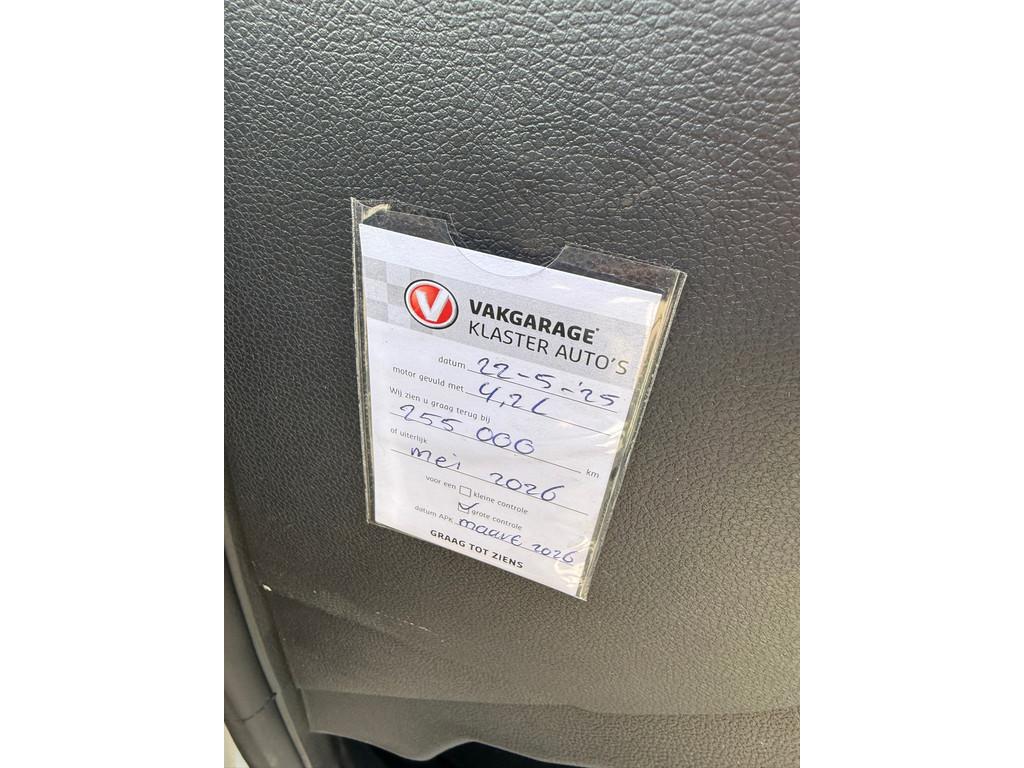 V VAKGARAGE
KLASTER AUTO'S
datum 22-5-'25
motor gevuld met 4,2L
Wij zien u graag terug bij
255 000 km
of uiterlijk
mei 2026
voor een kleine controle
grote controle
datum APK maart 2026
GRAAG TOT ZIENS